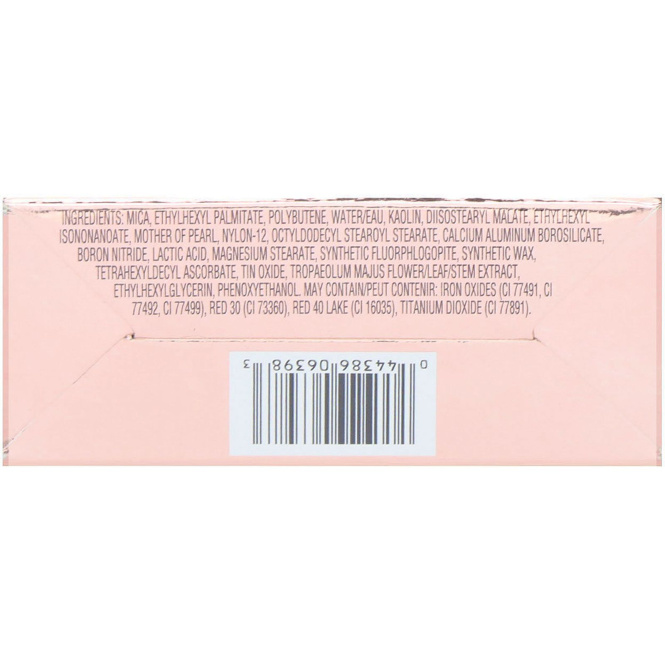 INGREDIENTS: MICA, ETHYLHEXYL PALMITATE, POLYBUTENE, WATER/EAU, KAOLIN, DIISOSTEARYL MALATE, ETHYLHEXYL
ISONONANOATE, MOTHER OF PEARL, NYLON-12, OCTYLDODECYL STEAROYL STEARATE, CALCIUM ALUMINUM BOROSILICATE,
BORON NITRIDE, LACTIC ACID, MAGNESIUM STEARATE, SYNTHETIC FLUORPHLOGOPITE, SYNTHETIC WAX,
TETRAHEXYLDECYL ASCORBATE, TIN OXIDE, TROPAEOLUM MAJUS FLOWER/LEAF/STEM EXTRACT,
ETHYLHEXYLGLYCERIN, PHENOXYETHANOL. MAY CONTAIN/PEUT CONTENIR: IRON OXIDES (CI 77491, CI
77492, CI 77499), RED 30 (CI 73360), RED 40 LAKE (CI 16035), TITANIUM DIOXIDE (CI 77891).
0 44386 06398 3